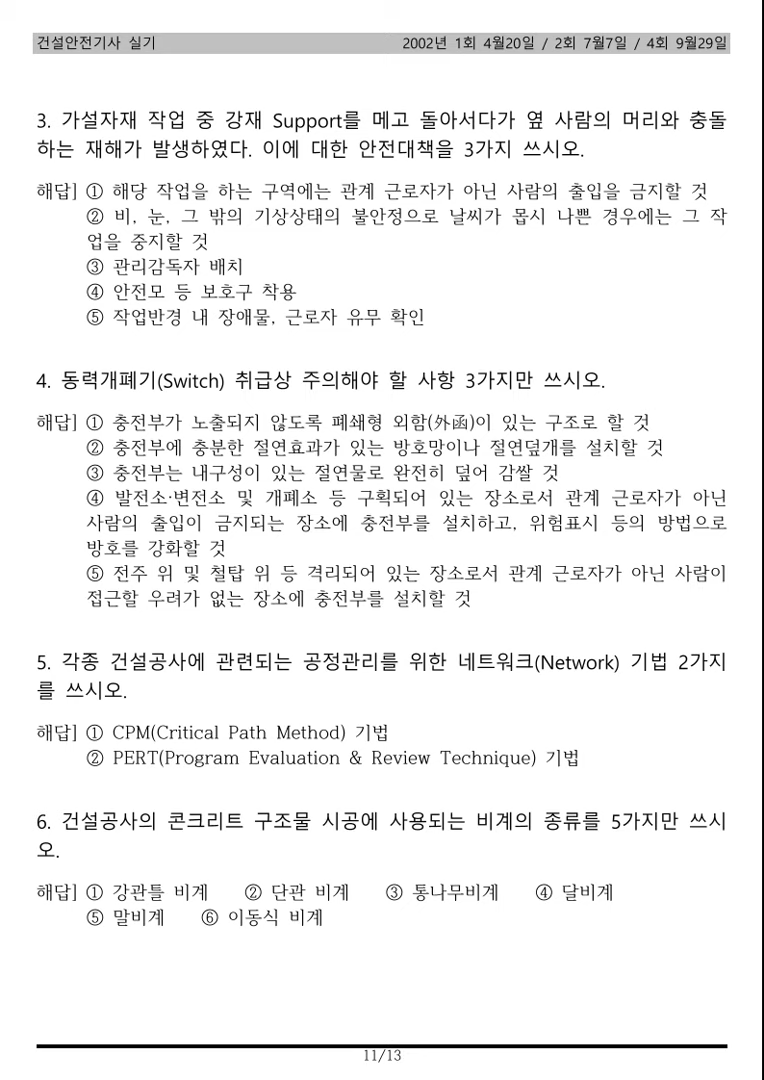 건설안전기사 실기 2002년 1회 4월20일 / 2회 7월7일 / 4회 9월29일
3. 가설자재 작업 중 강재 Support를 메고 돌아서다가 옆 사람의 머리와 충돌
하는 재해가 발생하였다. 이에 대한 안전대책을 3가지 쓰시오.
해답] ① 해당 작업을 하는 구역에는 관계 근로자가 아닌 사람의 출입을 금지할 것
② 비, 눈, 그 밖의 기상상태의 불안정으로 날씨가 몹시 나쁜 경우에는 그 작
업을 중지할 것
③ 관리감독자 배치
④ 안전모 등 보호구 착용
⑤ 작업반경 내 장애물, 근로자 유무 확인
4. 동력개폐기(Switch) 취급상 주의해야 할 사항 3가지만 쓰시오.
해답] ① 충전부가 노출되지 않도록 폐쇄형 외함(外函)이 있는 구조로 할 것
② 충전부에 충분한 절연효과가 있는 방호망이나 절연덮개를 설치할 것
③ 충전부는 내구성이 있는 절연물로 완전히 덮어 감쌀 것
④ 발전소·변전소 및 개폐소 등 구획되어 있는 장소로서 관계 근로자가 아닌
사람의 출입이 금지되는 장소에 충전부를 설치하고, 위험표시 등의 방법으로
방호를 강화할 것
⑤ 전주 위 및 철탑 위 등 격리되어 있는 장소로서 관계 근로자가 아닌 사람이
접근할 우려가 없는 장소에 충전부를 설치할 것
5. 각종 건설공사에 관련되는 공정관리를 위한 네트워크(Network) 기법 2가지
를 쓰시오.
해답] ① CPM(Critical Path Method) 기법
② PERT(Program Evaluation & Review Technique) 기법
6. 건설공사의 콘크리트 구조물 시공에 사용되는 비계의 종류를 5가지만 쓰시
오.
해답] ① 강관틀 비계 ② 단관 비계 ③ 통나무비계 ④ 달비계
⑤ 말비계 ⑥ 이동식 비계
11/13